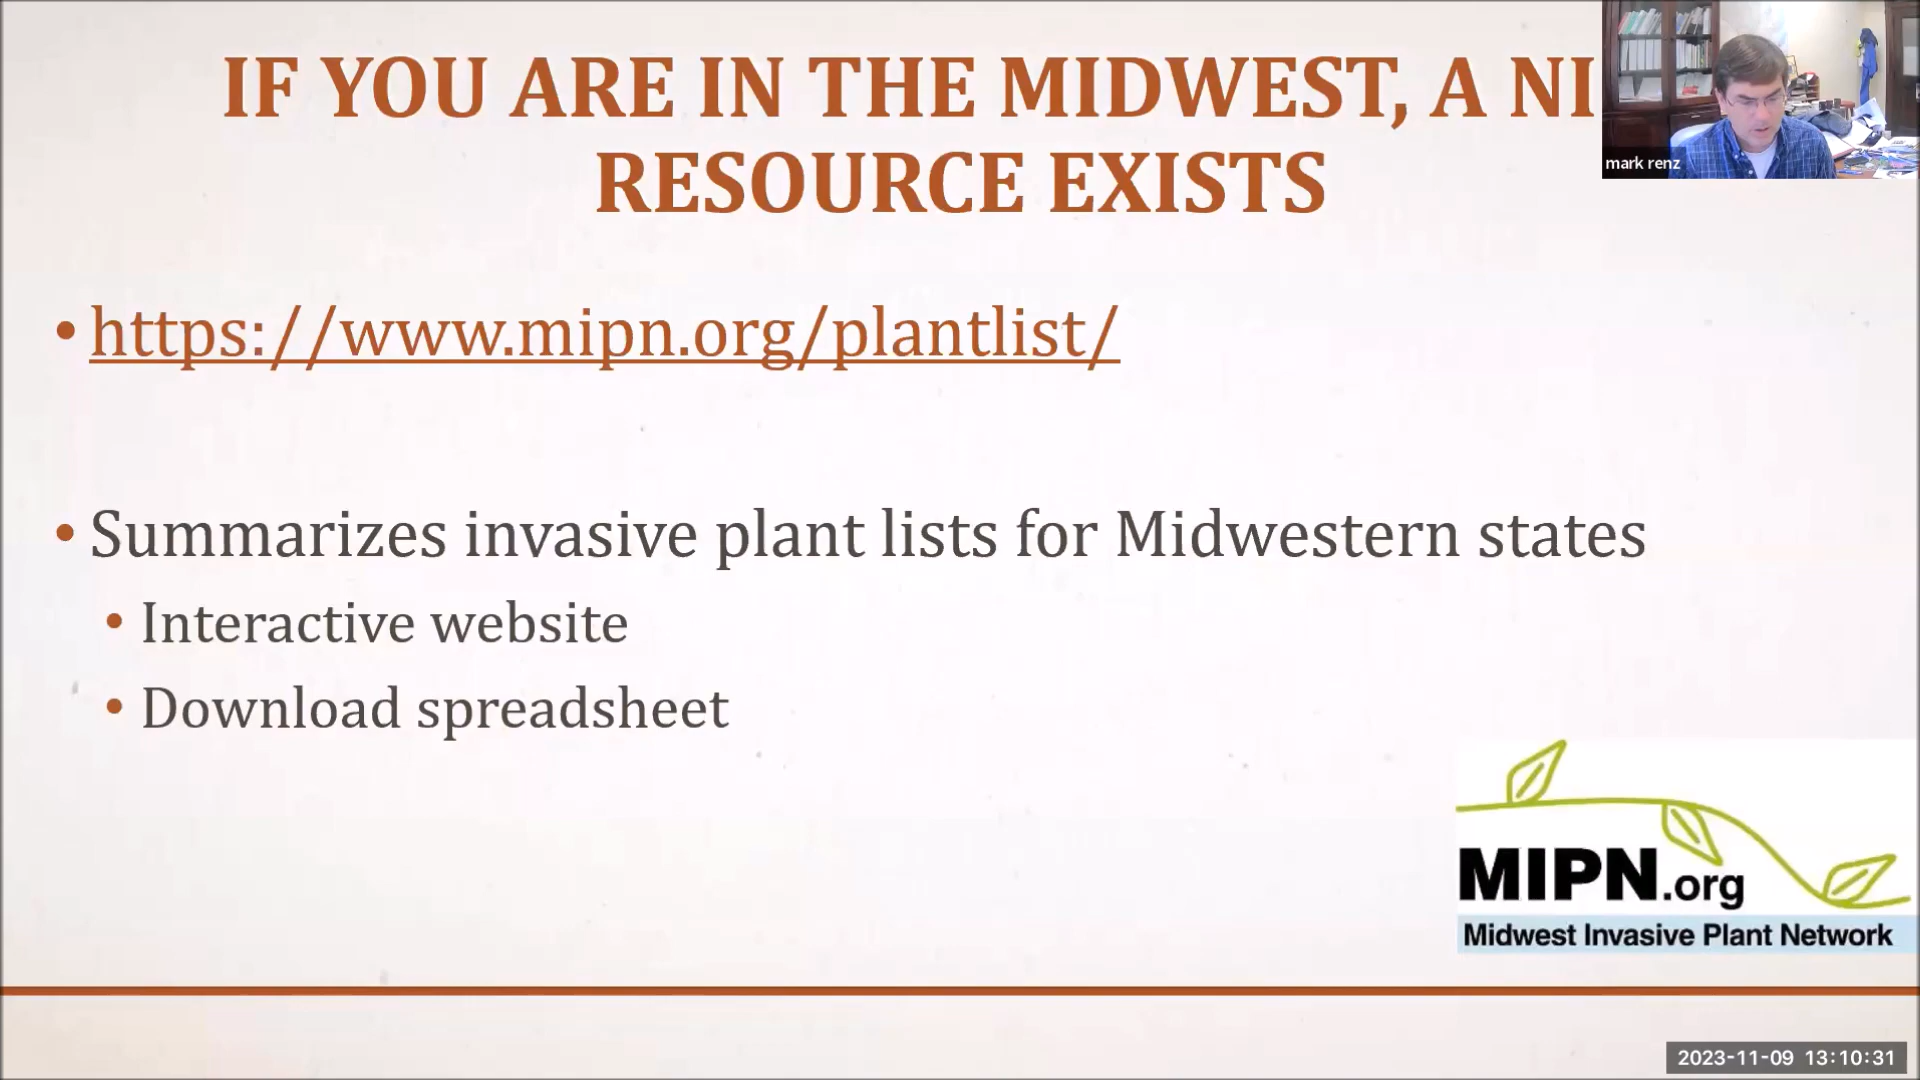 IF YOU ARE IN THE MIDWEST, A NI
RESOURCE EXISTS
mark renz
• https://www.mipn.org/plantlist/
• Summarizes invasive plant lists for Midwestern states
• Interactive website
• Download spreadsheet
MIPN.org
Midwest Invasive Plant Network
2023-11-09 13:10:31